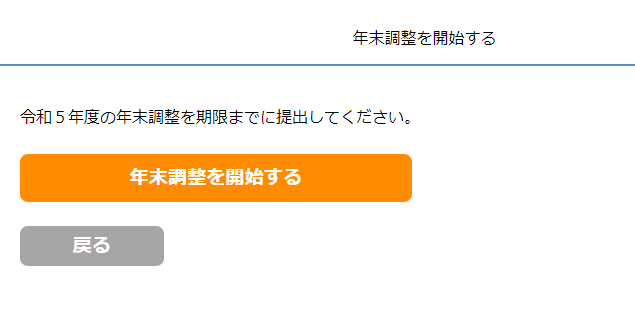 年末調整を開始する
令和５年度の年末調整を期限までに提出してください。
年末調整を開始する
戻る